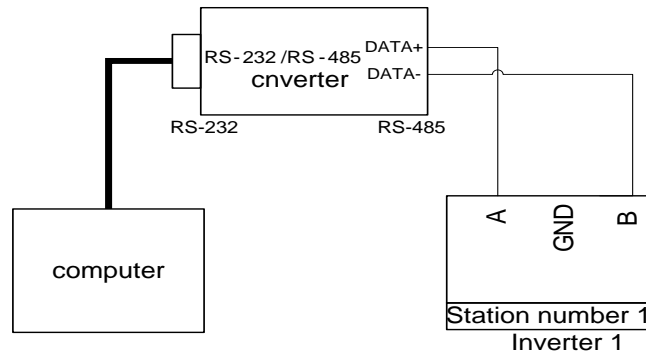 RS-232 /RS-485
cnverter
DATA+
DATA-
RS-232
RS-485
computer
A
GND
B
Station number 1
Inverter 1